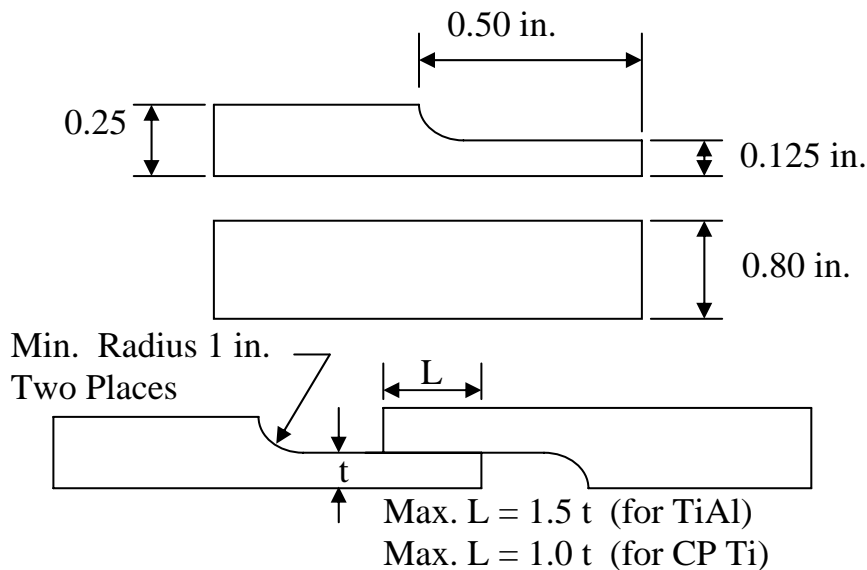 0.50 in.
0.25
0.125 in.
0.80 in.
Min. Radius 1 in.
Two Places
L
t
Max. L = 1.5 t (for TiAl)
Max. L = 1.0 t (for CP Ti)